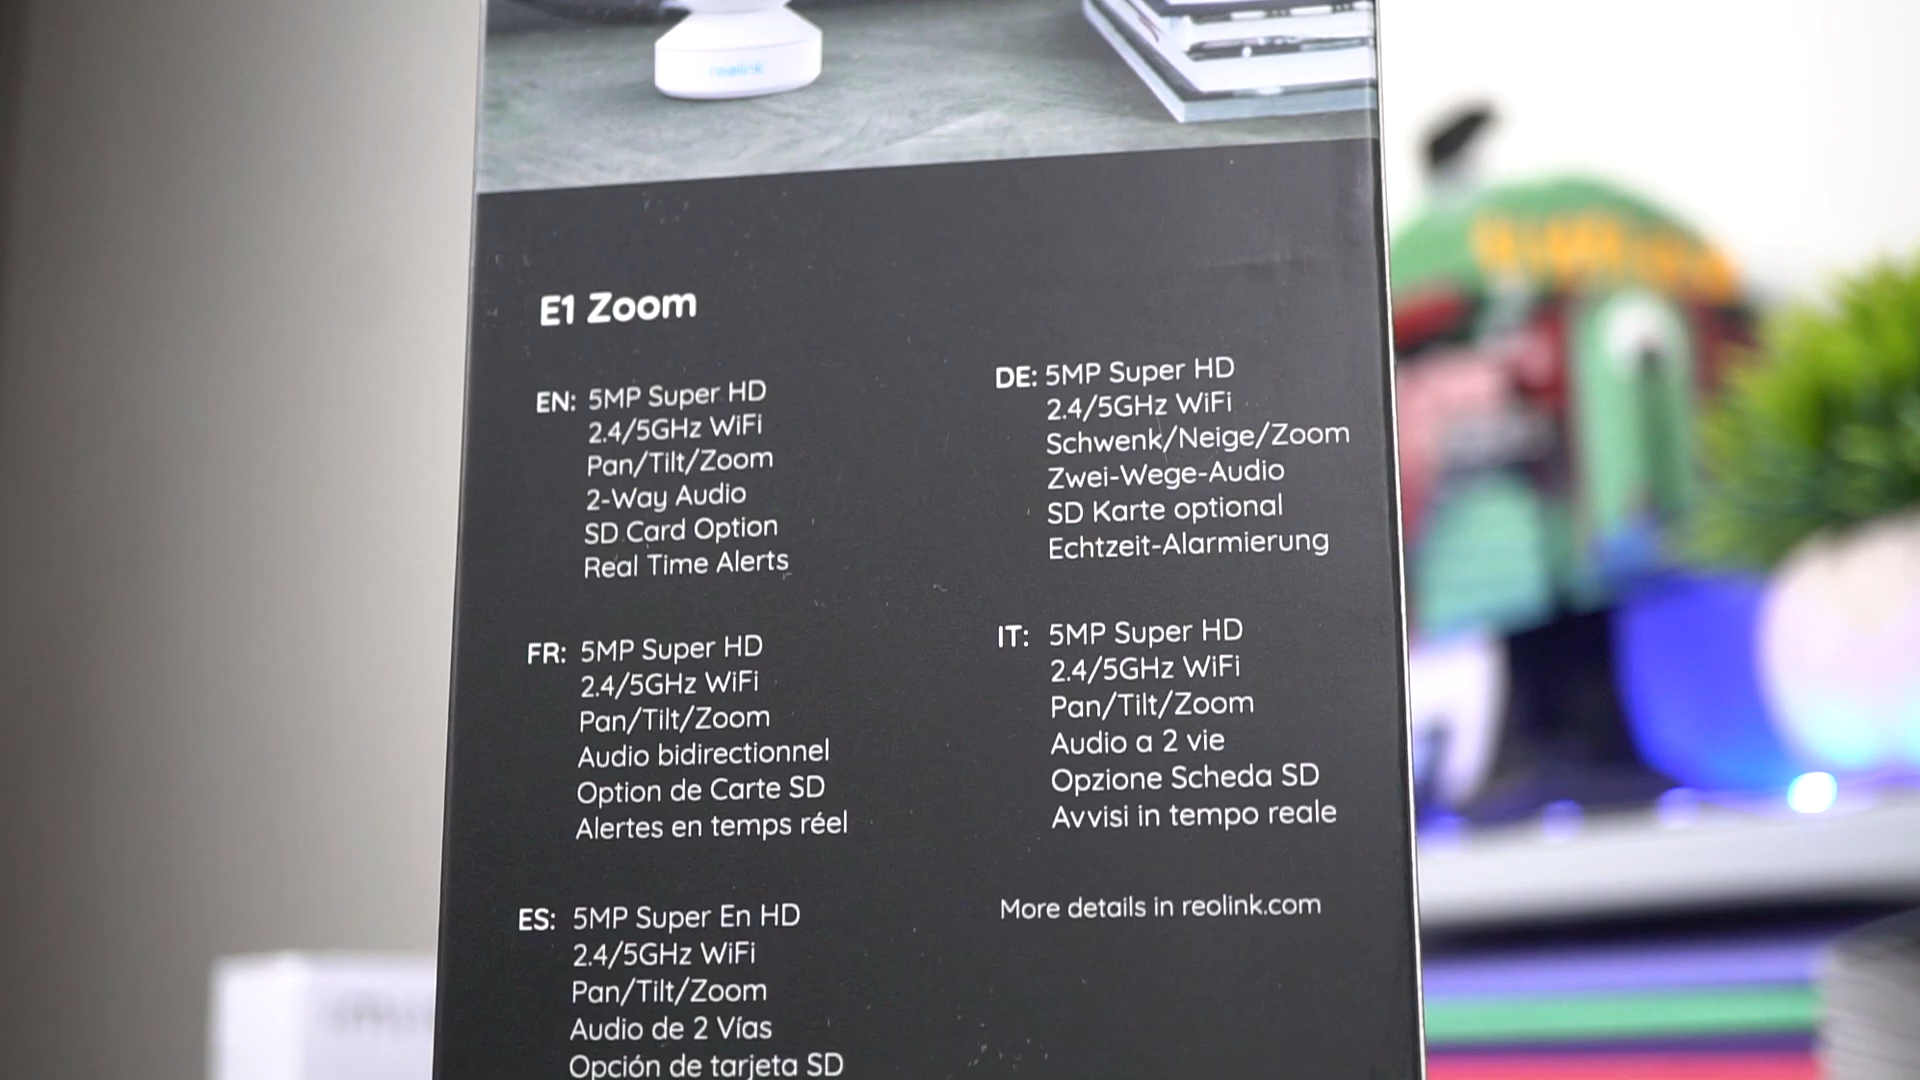 reolink
E1 Zoom
EN: 5MP Super HD
2.4/5GHz WiFi
Pan/Tilt/Zoom
2-Way Audio
SD Card Option
Real Time Alerts
DE: 5MP Super HD
2.4/5GHz WiFi
Schwenk/Neige/Zoom
Zwei-Wege-Audio
SD Karte optional
Echtzeit-Alarmierung
FR: 5MP Super HD
2.4/5GHz WiFi
Pan/Tilt/Zoom
Audio bidirectionnel
Option de Carte SD
Alertes en temps réel
IT: 5MP Super HD
2.4/5GHz WiFi
Pan/Tilt/Zoom
Audio a 2 vie
Opzione Scheda SD
Avvisi in tempo reale
ES: 5MP Super En HD
2.4/5GHz WiFi
Pan/Tilt/Zoom
Audio de 2 Vías
Opción de tarjeta SD
More details in reolink.com